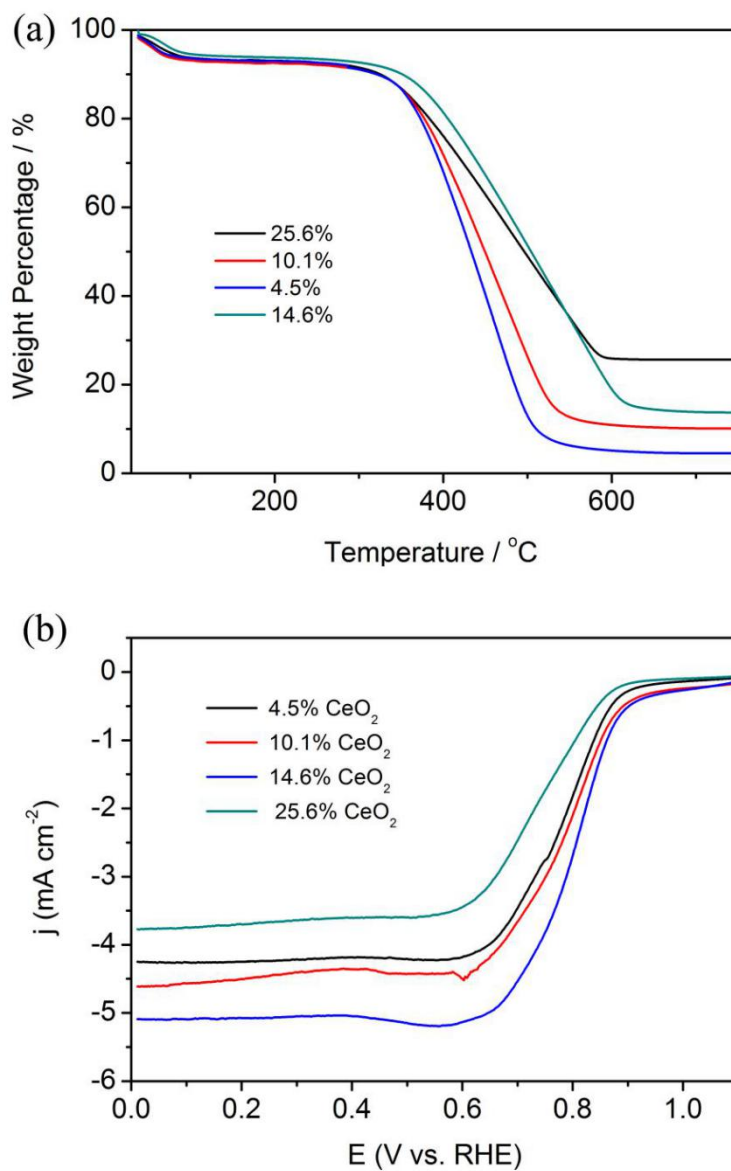 (a)
100
80
60
40
20
0
Weight Percentage / %
25.6%
10.1%
4.5%
14.6%
200 400 600
Temperature / °C
(b)
0
-1
-2
-3
-4
-5
-6
j (mA cm⁻²)
4.5% CeO₂
10.1% CeO₂
14.6% CeO₂
25.6% CeO₂
0.0 0.2 0.4 0.6 0.8 1.0
E (V vs. RHE)